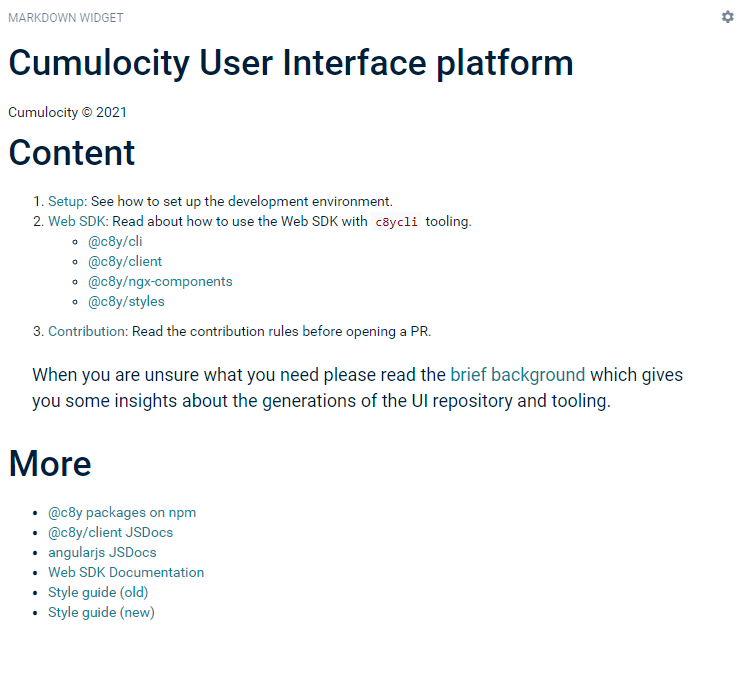 MARKDOWN WIDGET
Cumulocity User Interface platform
Cumulocity © 2021
Content
1. Setup: See how to set up the development environment.
2. Web SDK: Read about how to use the Web SDK with c8ycli tooling.
@c8y/cli
@c8y/client
@c8y/ngx-components
@c8y/styles
3. Contribution: Read the contribution rules before opening a PR.
When you are unsure what you need please read the brief background which gives
you some insights about the generations of the UI repository and tooling.
More
@c8y packages on npm
@c8y/client JSDocs
angularjs JSDocs
Web SDK Documentation
Style guide (old)
Style guide (new)